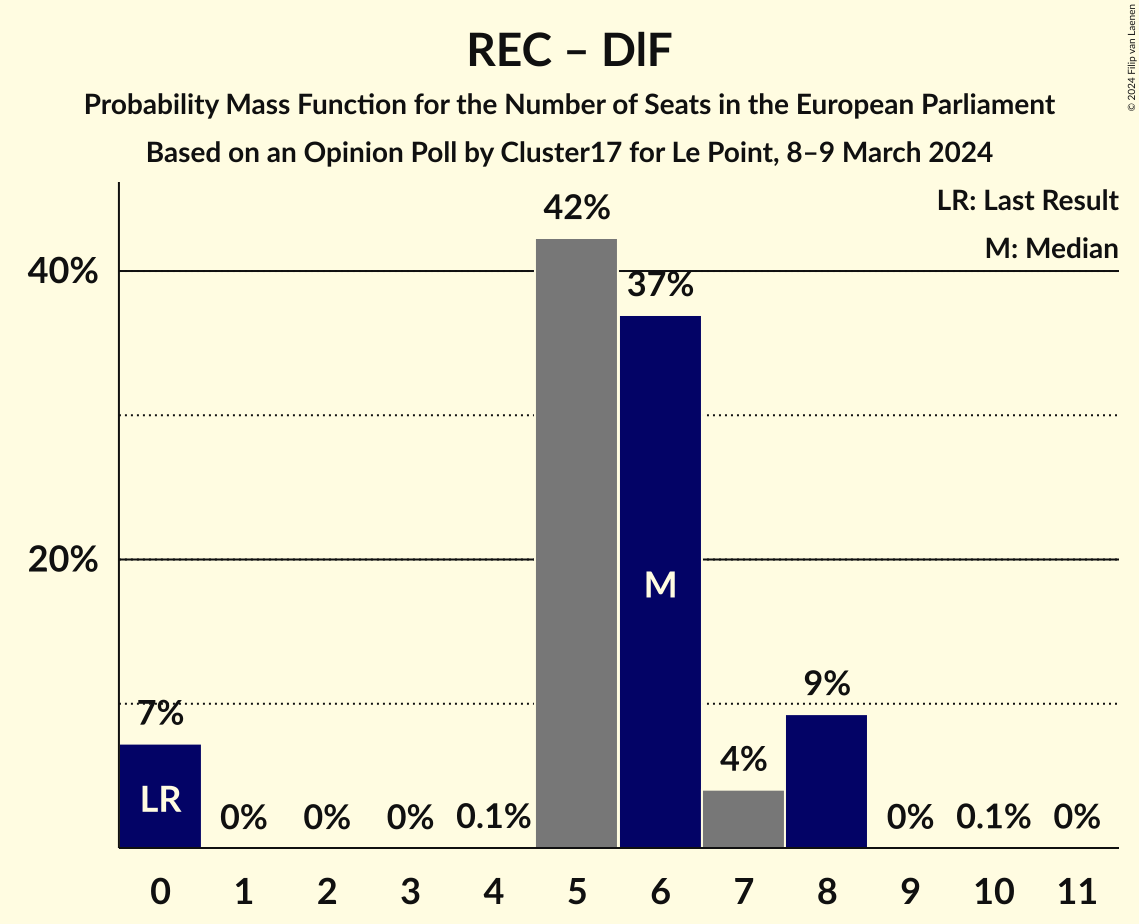 REC – DlF
Probability Mass Function for the Number of Seats in the European Parliament
Based on an Opinion Poll by Cluster17 for Le Point, 8–9 March 2024
© 2024 Filip van Laenen
LR: Last Result
M: Median
42%
40%
37%
20%
M
9%
7%
4%
LR
0% 0% 0% 0.1% 0% 0.1% 0%
0 1 2 3 4 5 6 7 8 9 10 11